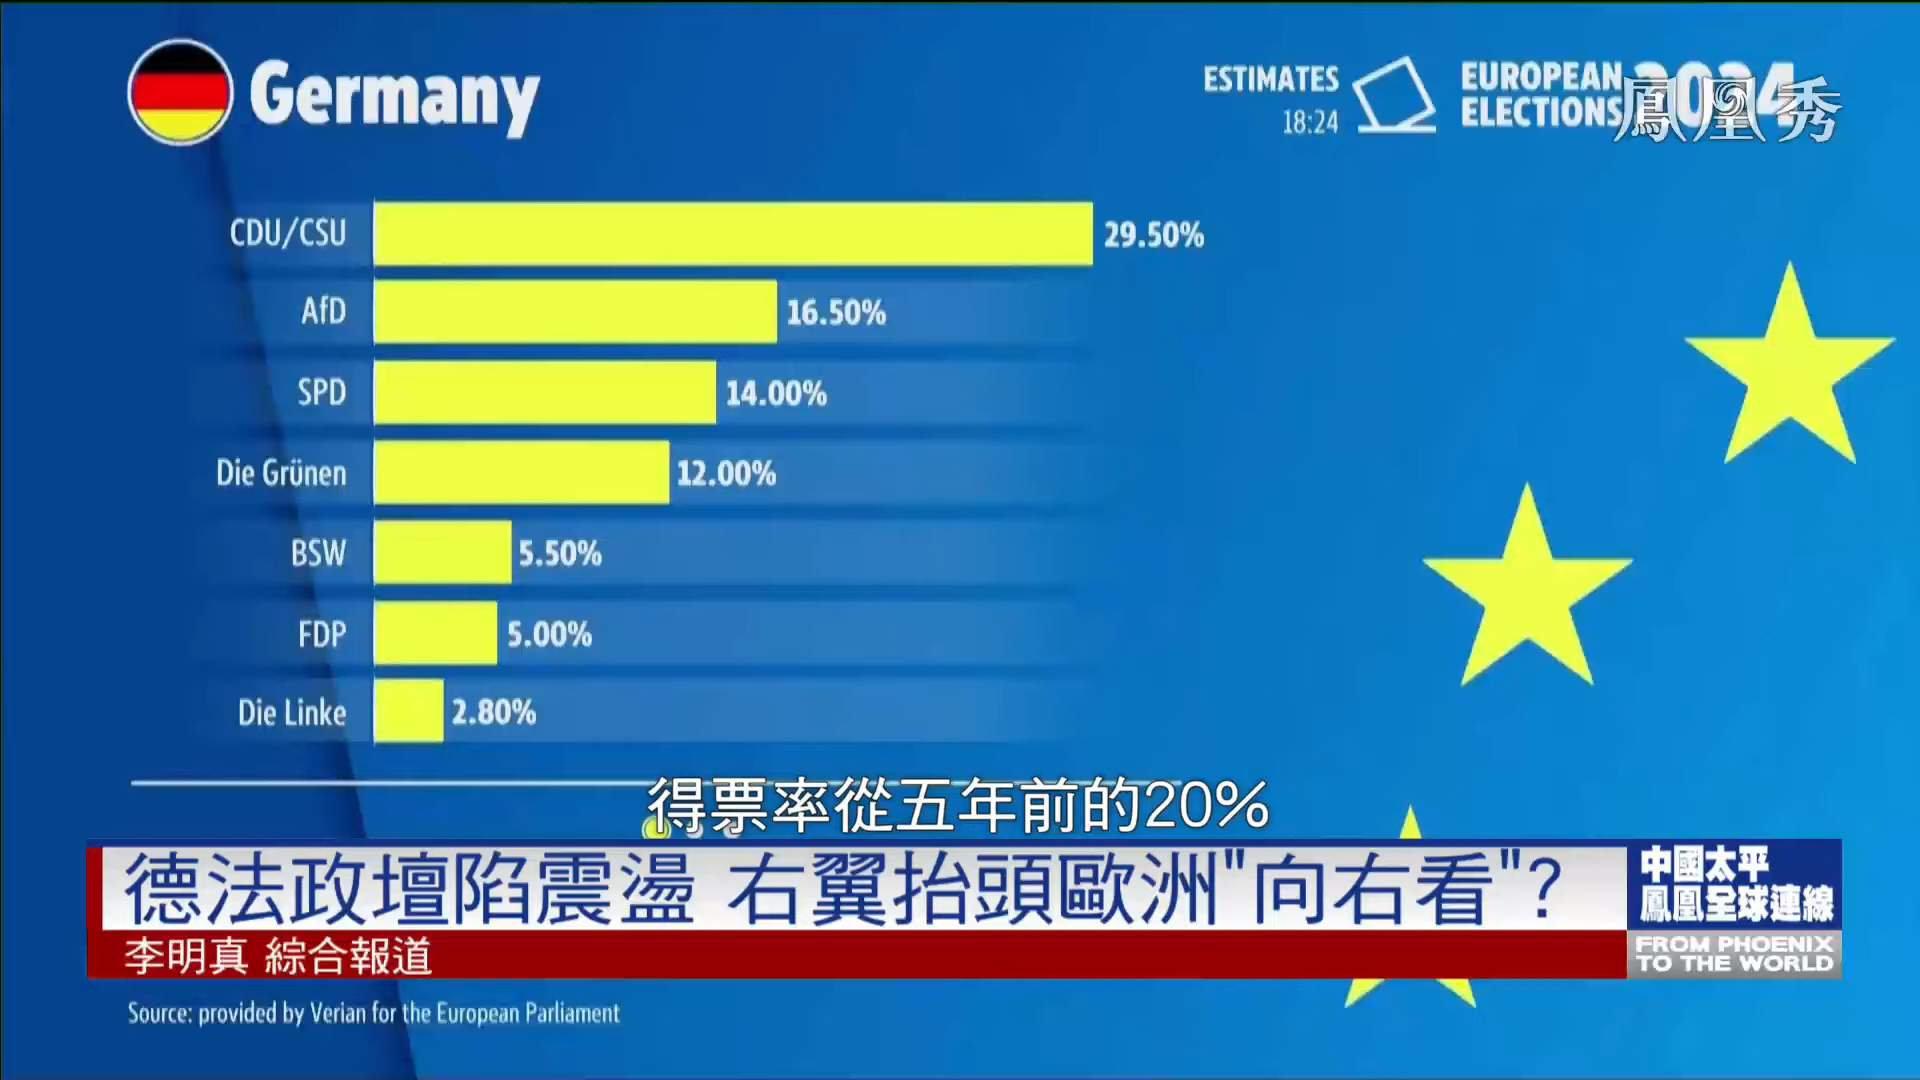 Germany
ESTIMATES
18:24
EUROPEAN
ELECTIONS
2024
鳳凰秀
CDU/CSU 29.50%
AfD 16.50%
SPD 14.00%
Die Grünen 12.00%
BSW 5.50%
FDP 5.00%
Die Linke 2.80%
得票率從五年前的20%
德法政壇陷震盪 右翼抬頭歐洲"向右看"?
中國太平
鳳凰全球連線
李明真 綜合報道
FROM PHOENIX
TO THE WORLD
Source: provided by Verian for the European Parliament